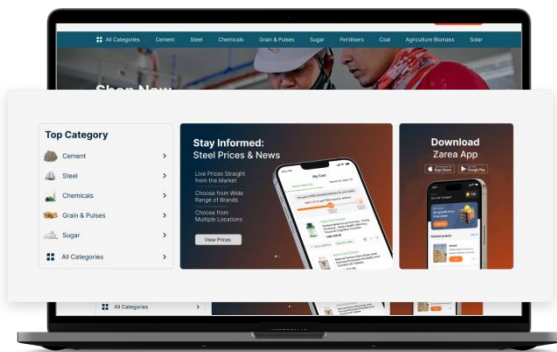 All Categories Cement Steel Chemicals Grain & Pulses Sugar Fertilisers Coal Agriculture Biomass Solar
Shop Now
Top Category
Cement
Steel
Chemicals
Grain & Pulses
Sugar
All Categories
Stay Informed:
Steel Prices & News
Live Prices Straight
from the Market
Choose from Wide
Range of Brands
Choose from
Multiple Locations
View Prices
My Cart
Download
Zarea App
App Store
Google Play
All Categories